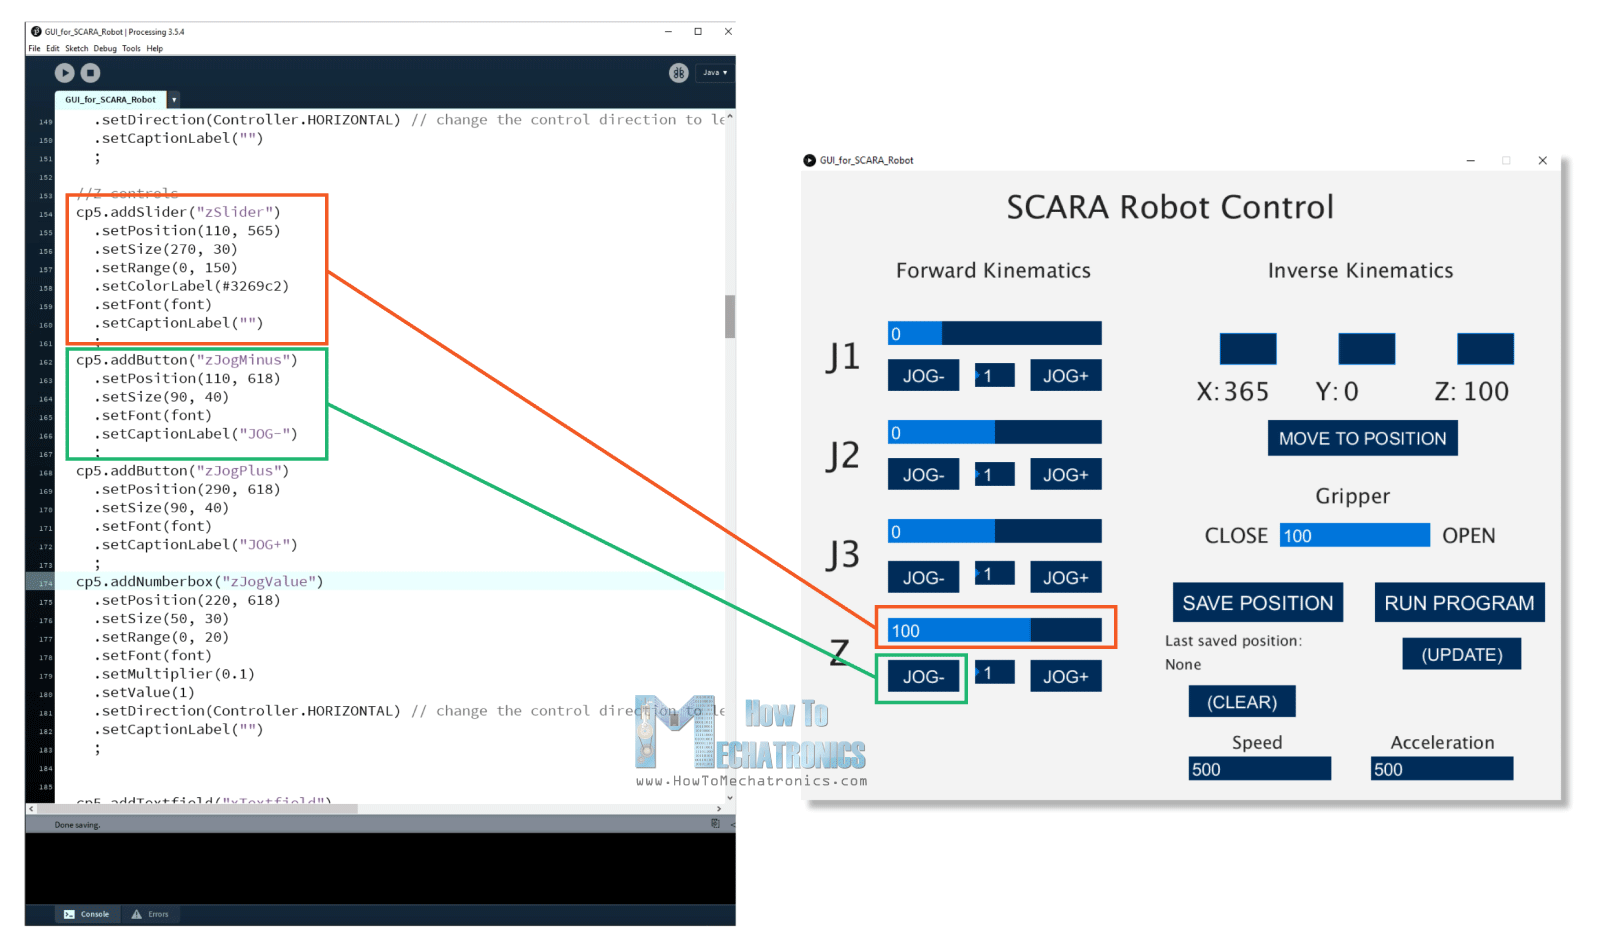 GUI_for_SCARA_Robot | Processing 3.5.4
File Edit Sketch Debug Tools Help
Java
GUI_for_SCARA_Robot
149 .setDirection(Controller.HORIZONTAL) // change the control direction to le
150 .setCaptionLabel("")
151 ;
152
153 //Z controls
154 cp5.addSlider("zSlider")
155 .setPosition(110, 565)
156 .setSize(270, 30)
157 .setRange(0, 150)
158 .setColorLabel(#3269c2)
159 .setFont(font)
160 .setCaptionLabel("")
161 ;
162 cp5.addButton("zJogMinus")
163 .setPosition(110, 618)
164 .setSize(90, 40)
165 .setFont(font)
166 .setCaptionLabel("JOG-")
167 ;
168 cp5.addButton("zJogPlus")
169 .setPosition(290, 618)
170 .setSize(90, 40)
171 .setFont(font)
172 .setCaptionLabel("JOG+")
173 ;
174 cp5.addNumberbox("zJogValue")
175 .setPosition(220, 618)
176 .setSize(50, 30)
177 .setRange(0, 20)
178 .setFont(font)
179 .setMultiplier(0.1)
180 .setValue(1)
181 .setDirection(Controller.HORIZONTAL) // change the control direction to le
182 .setCaptionLabel("")
183 ;
184
185
cp5.addTextfield("xTextfield")
Done saving.
Console Errors
GUI_for_SCARA_Robot
SCARA Robot Control
Forward Kinematics
J1
0
JOG- 1 JOG+
J2
0
JOG- 1 JOG+
J3
0
JOG- 1 JOG+
Z
100
JOG- 1 JOG+
Inverse Kinematics
X: 365 Y: 0 Z: 100
MOVE TO POSITION
Gripper
CLOSE 100 OPEN
SAVE POSITION RUN PROGRAM
Last saved position:
None
(UPDATE)
(CLEAR)
Speed Acceleration
500 500
How To
MECHATRONICS
www.HowToMechatronics.com